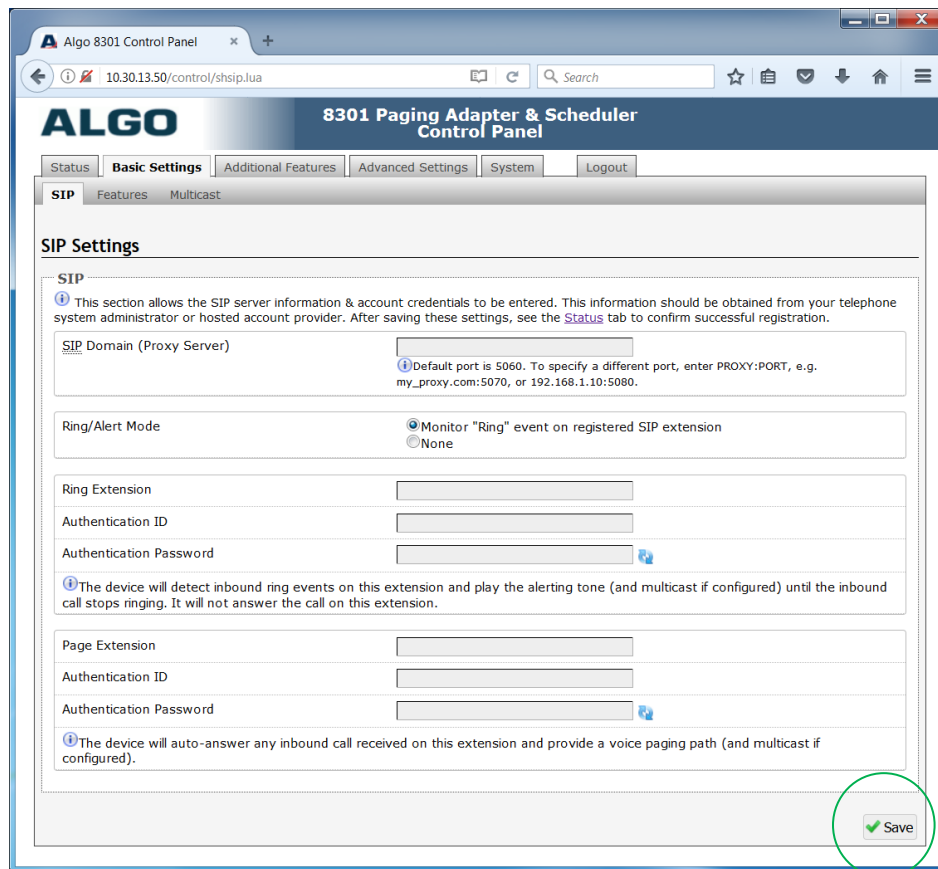 Algo 8301 Control Panel
10.30.13.50/control/shsip.lua
Search
ALGO
8301 Paging Adapter & Scheduler
Control Panel
Status Basic Settings Additional Features Advanced Settings System Logout
SIP Features Multicast
SIP Settings
SIP
This section allows the SIP server information & account credentials to be entered. This information should be obtained from your telephone
system administrator or hosted account provider. After saving these settings, see the Status tab to confirm successful registration.
SIP Domain (Proxy Server)
Default port is 5060. To specify a different port, enter PROXY:PORT, e.g.
my_proxy.com:5070, or 192.168.1.10:5080.
Ring/Alert Mode
Monitor "Ring" event on registered SIP extension
None
Ring Extension
Authentication ID
Authentication Password
The device will detect inbound ring events on this extension and play the alerting tone (and multicast if configured) until the inbound
call stops ringing. It will not answer the call on this extension.
Page Extension
Authentication ID
Authentication Password
The device will auto-answer any inbound call received on this extension and provide a voice paging path (and multicast if
configured).
Save